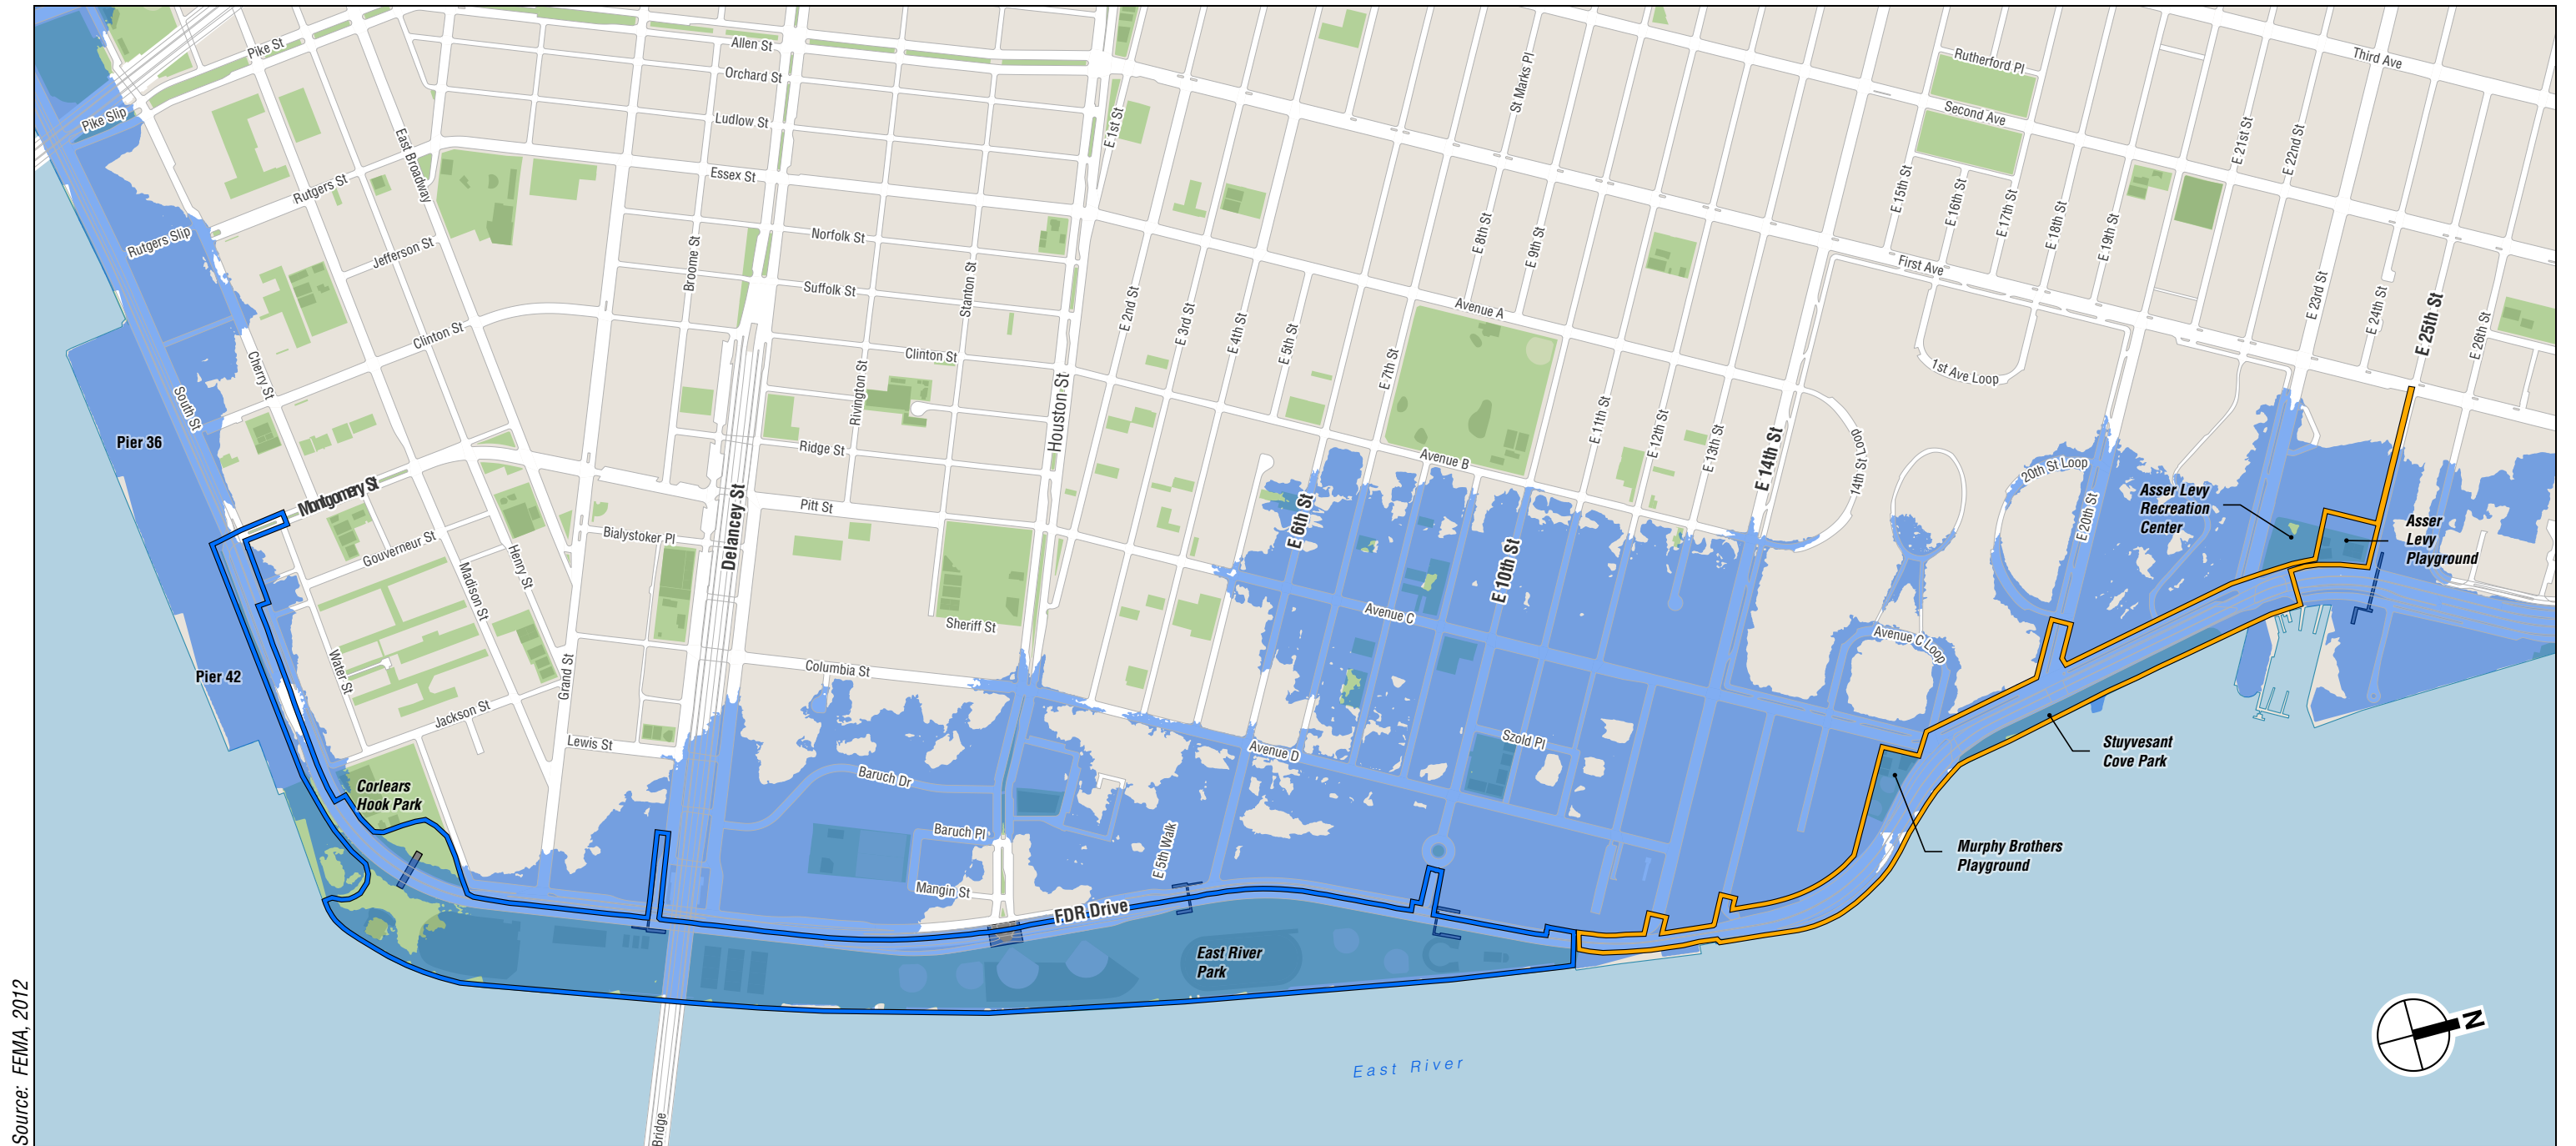 Pike St
Allen St
Orchard St
Ludlow St
Essex St
Norfolk St
Suffolk St
Clinton St
Ridge St
Pitt St
Bialystoker Pl
Sheriff St
Columbia St
Lewis St
Pike Slip
East Broadway
Rutgers St
Rutgers Slip
Jefferson St
Clinton St
Cherry St
South St
Pier 36
Montgomery St
Gouverneur St
Henry St
Madison St
Water St
Jackson St
Grand St
Pier 42
Corlears
Hook Park
Broome St
Stanton St
Rivington St
Delancey St
Houston St
Baruch Dr
Baruch Pl
Mangin St
E 5th Walk
FDR Drive
East River
Park
E 1st St
E 2nd St
E 3rd St
E 4th St
E 5th St
E 6th St
E 7th St
St Marks Pl
E 8th St
E 9th St
E 10th St
E 11th St
E 12th St
E 13th St
E 14th St
Avenue A
Avenue B
Avenue C
Avenue D
Szold Pl
14th St Loop
Avenue C Loop
1st Ave Loop
20th St Loop
Rutherford Pl
Second Ave
Third Ave
First Ave
E 15th St
E 16th St
E 17th St
E 18th St
E 19th St
E 20th St
E 21st St
E 22nd St
E 23rd St
E 24th St
E 25th St
E 26th St
Asser Levy
Recreation
Center
Asser
Levy
Playground
Stuyvesant
Cove Park
Murphy Brothers
Playground
East River
Bridge
N
Source: FEMA, 2012